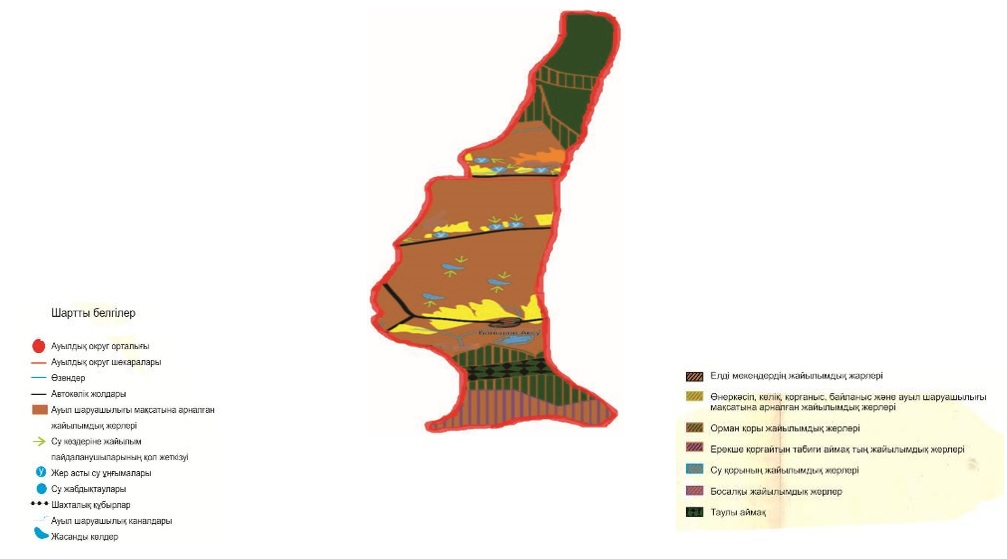 Шартты белгілер
Ауылдық округ орталығы
Ауылдық округ шекаралары
Өзендер
Автокөлік жолдары
Ауыл шаруашылығы мақсатына арналған
жайылымдық жерлері
Су көздеріне жайылым
пайдаланушыларының қол жеткізуі
Жер асты су ұңғымалары
Су жабдықтаулары
Шахталық құбырлар
Ауыл шаруашылық каналдары
Жасанды көлдер
Елді мекендердің жайылымдық жәрлері
Өнеркәсіп, көлік, қорғаныс, байланыс және ауыл шаруашылығы
мақсатына арналған жайылымдық жерлері
Орман қоры жайылымдық жерлері
Ерекше қорғайтын табиғи аймақ тың жайылымдық жерлері
Су қорының жайылымдық жерлері
Босалқы жайылымдық жерлер
Таулы аймақ